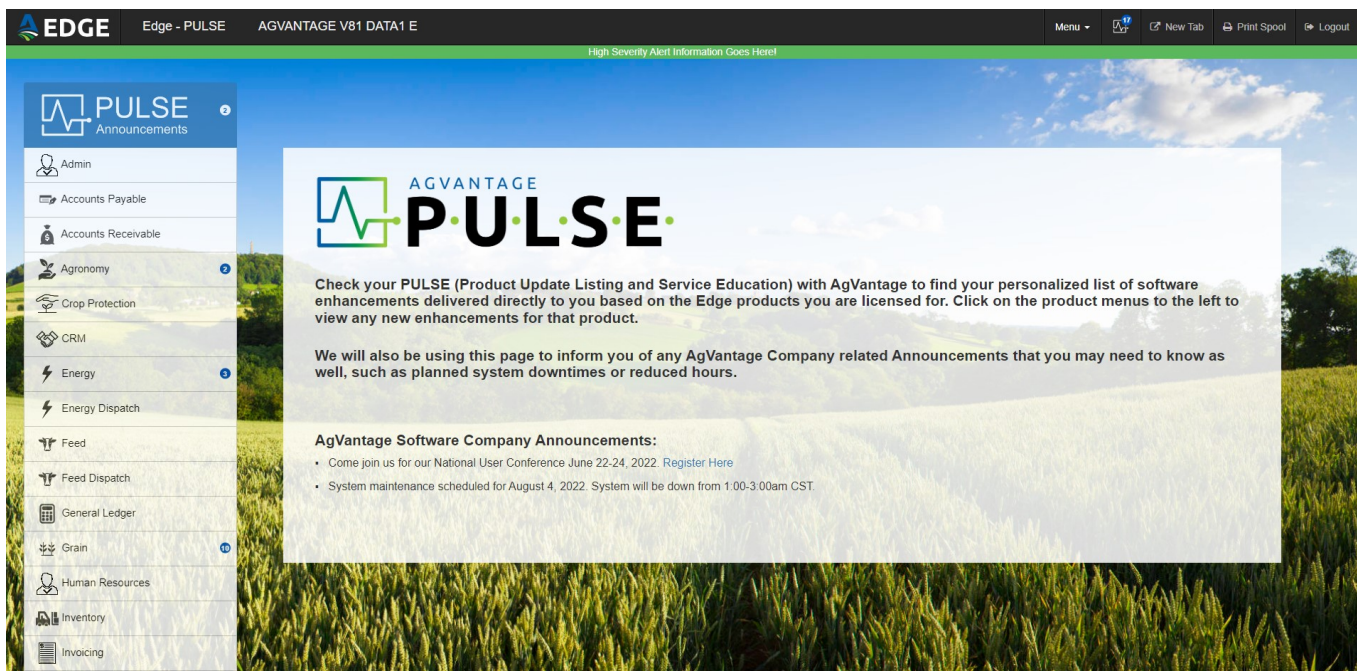 EDGE
Edge - PULSE
AGVANTAGE V81 DATA1 E
Menu
17
New Tab
Print Spool
Logout
High Severity Alert Information Goes Here!
PULSE
Announcements
2
Admin
Accounts Payable
Accounts Receivable
Agronomy
2
Crop Protection
CRM
Energy
3
Energy Dispatch
Feed
Feed Dispatch
General Ledger
Grain
10
Human Resources
Inventory
Invoicing
AGVANTAGE
P·U·L·S·E·
Check your PULSE (Product Update Listing and Service Education) with AgVantage to find your personalized list of software
enhancements delivered directly to you based on the Edge products you are licensed for. Click on the product menus to the left to
view any new enhancements for that product.
We will also be using this page to inform you of any AgVantage Company related Announcements that you may need to know as
well, such as planned system downtimes or reduced hours.
AgVantage Software Company Announcements:
• Come join us for our National User Conference June 22-24, 2022. Register Here
• System maintenance scheduled for August 4, 2022. System will be down from 1:00-3:00am CST.